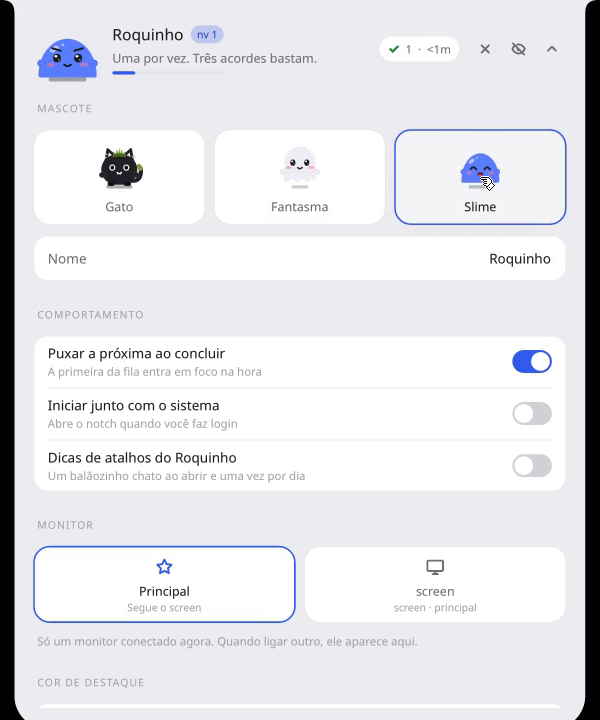 Roquinho nv 1
Uma por vez. Três acordes bastam.
1 · <1m
MASCOTE
Gato
Fantasma
Slime
Nome
Roquinho
COMPORTAMENTO
Puxar a próxima ao concluir
A primeira da fila entra em foco na hora
Iniciar junto com o sistema
Abre o notch quando você faz login
Dicas de atalhos do Roquinho
Um balãozinho chato ao abrir e uma vez por dia
MONITOR
Principal
Segue o screen
screen
screen · principal
Só um monitor conectado agora. Quando ligar outro, ele aparece aqui.
COR DE DESTAQUE